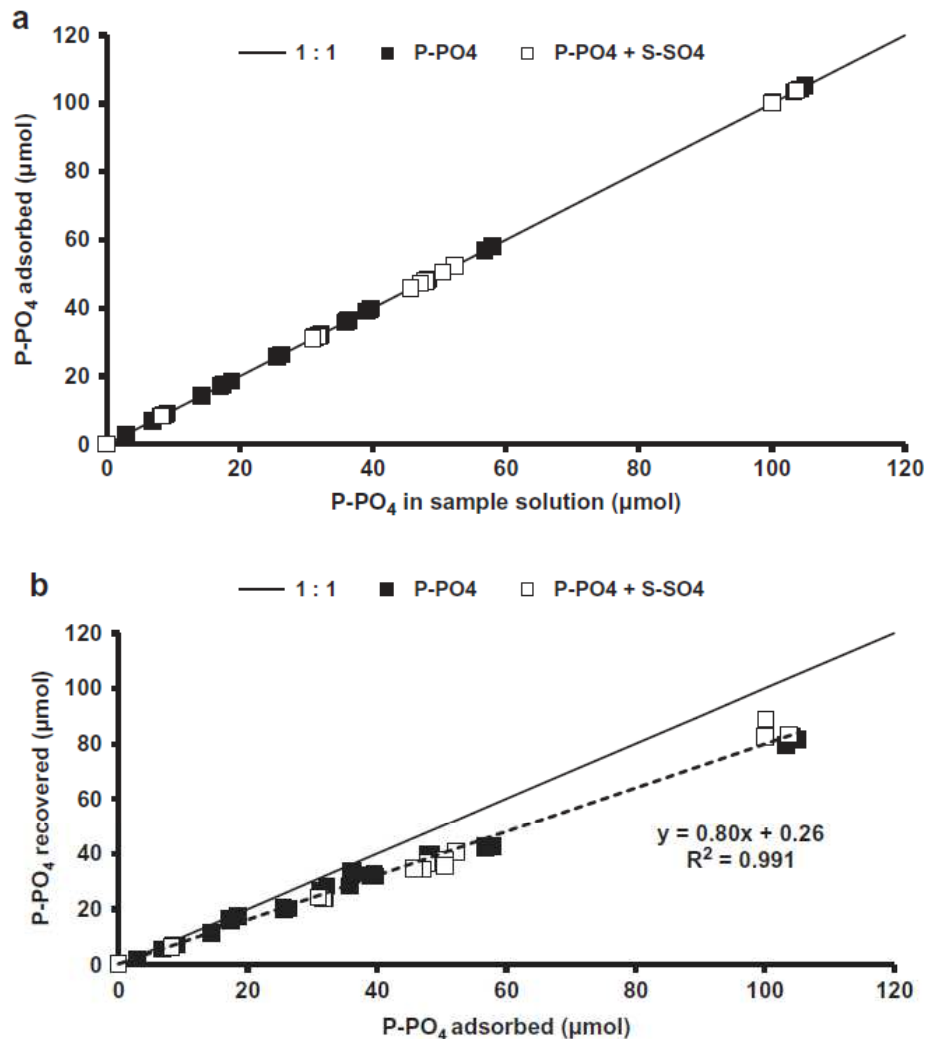 a
1 : 1 P-PO4 P-PO4 + S-SO4
120
100
80
60
40
20
0
P-PO₄ adsorbed (µmol)
0 20 40 60 80 100 120
P-PO₄ in sample solution (µmol)
b
1 : 1 P-PO4 P-PO4 + S-SO4
120
100
80
60
40
20
0
P-PO₄ recovered (µmol)
y = 0.80x + 0.26
R² = 0.991
0 20 40 60 80 100 120
P-PO₄ adsorbed (µmol)